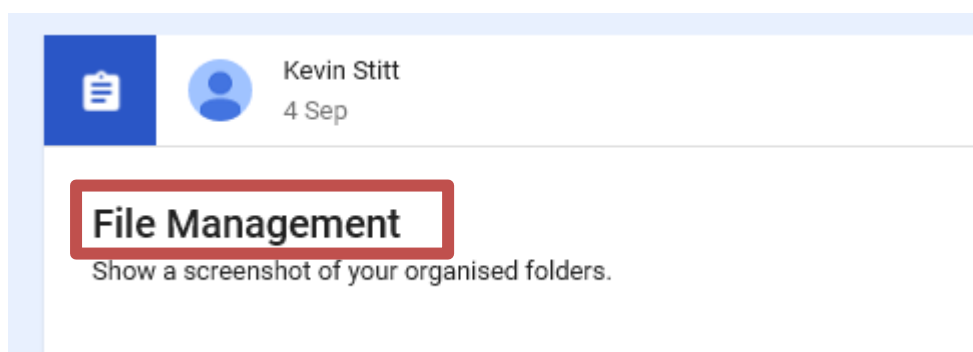 Kevin Stitt
4 Sep
File Management
Show a screenshot of your organised folders.